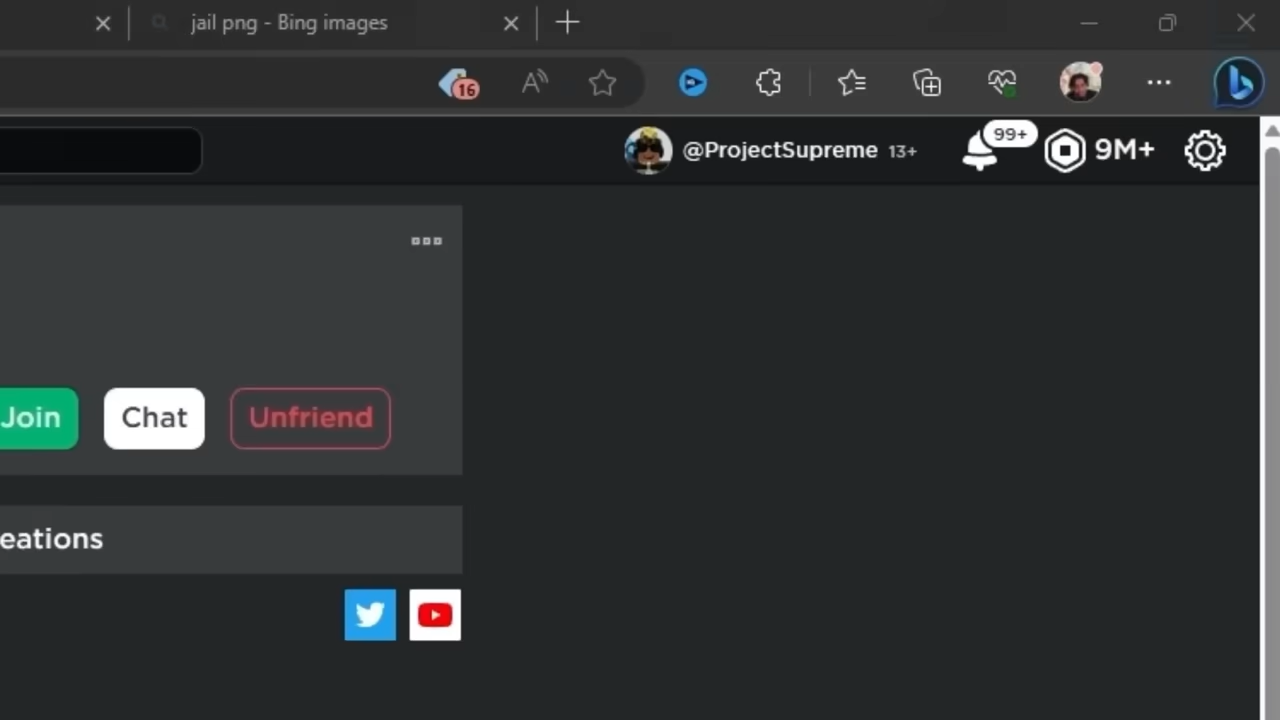 jail png - Bing images
16
@ProjectSupreme 13+ 99+ 9M+
Join Chat Unfriend
eations